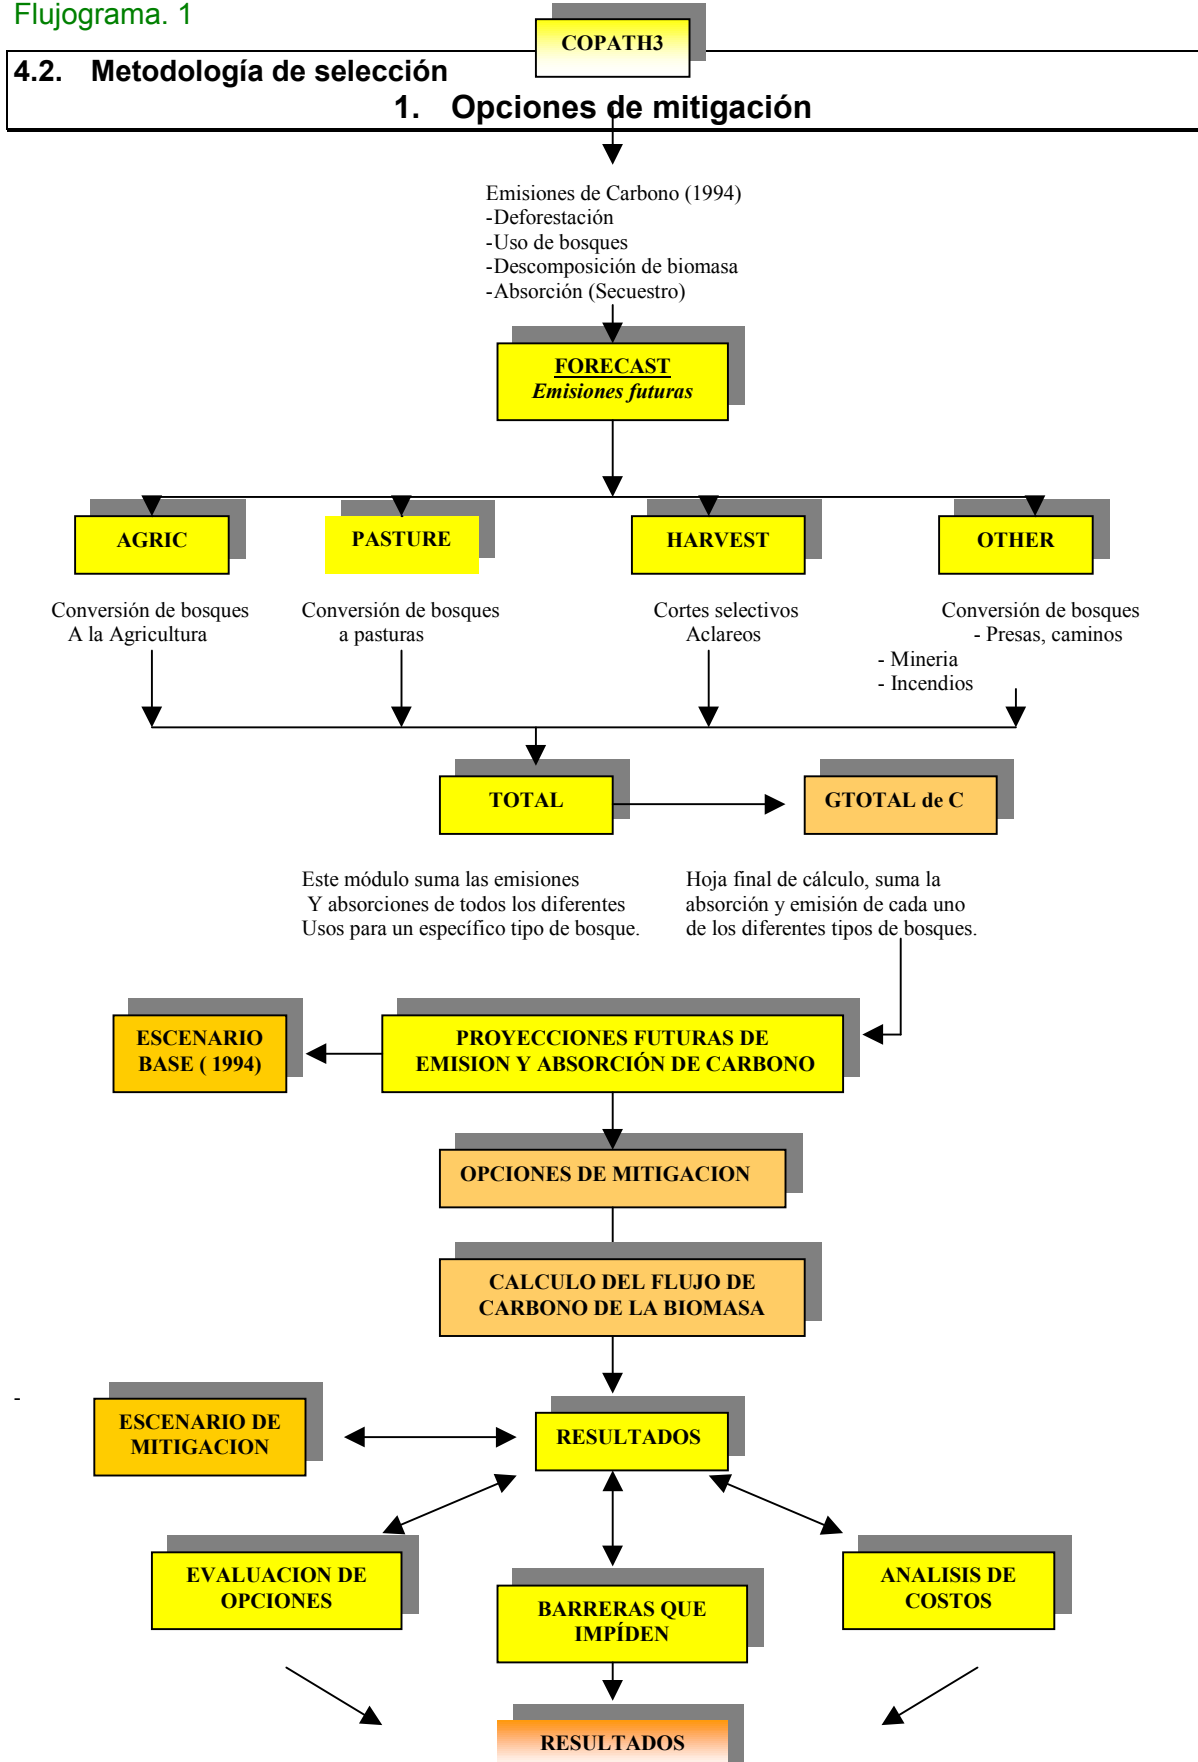 Flujograma. 1
COPATH3
4.2. Metodología de selección
1. Opciones de mitigación
Emisiones de Carbono (1994)
-Deforestación
-Uso de bosques
-Descomposición de biomasa
-Absorción (Secuestro)
FORECAST
Emisiones futuras
AGRIC
PASTURE
HARVEST
OTHER
Conversión de bosques
A la Agricultura
Conversión de bosques
a pasturas
Cortes selectivos
Aclareos
Conversión de bosques
- Presas, caminos
- Mineria
- Incendios
TOTAL
GTOTAL de C
Este módulo suma las emisiones
Y absorciones de todos los diferentes
Usos para un específico tipo de bosque.
Hoja final de cálculo, suma la
absorción y emisión de cada uno
de los diferentes tipos de bosques.
ESCENARIO
BASE ( 1994)
PROYECCIONES FUTURAS DE
EMISION Y ABSORCIÓN DE CARBONO
OPCIONES DE MITIGACION
CALCULO DEL FLUJO DE
CARBONO DE LA BIOMASA
-
ESCENARIO DE
MITIGACION
RESULTADOS
EVALUACION DE
OPCIONES
BARRERAS QUE
IMPÍDEN
ANALISIS DE
COSTOS
RESULTADOS